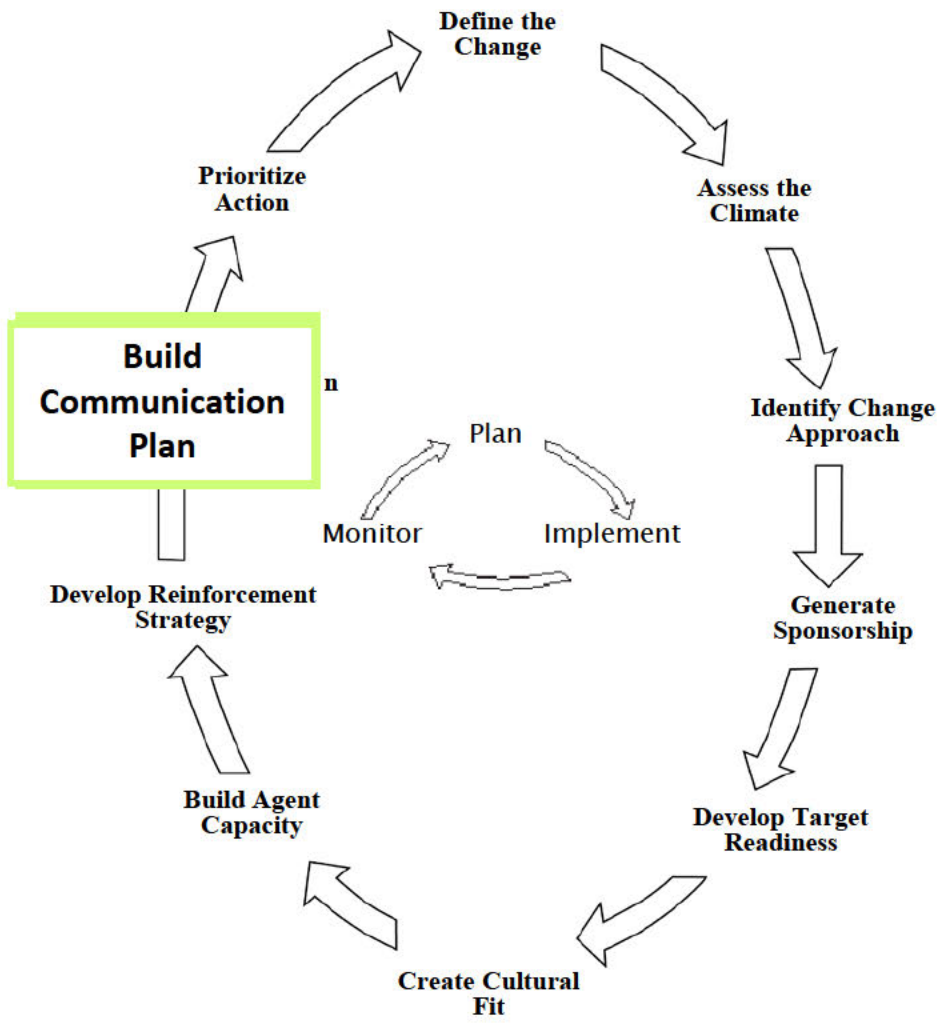 Define the
Change
Assess the
Climate
Identify Change
Approach
Generate
Sponsorship
Develop Target
Readiness
Create Cultural
Fit
Build Agent
Capacity
Develop Reinforcement
Strategy
Build
Communication
Plan
n
Prioritize
Action
Plan
Implement
Monitor